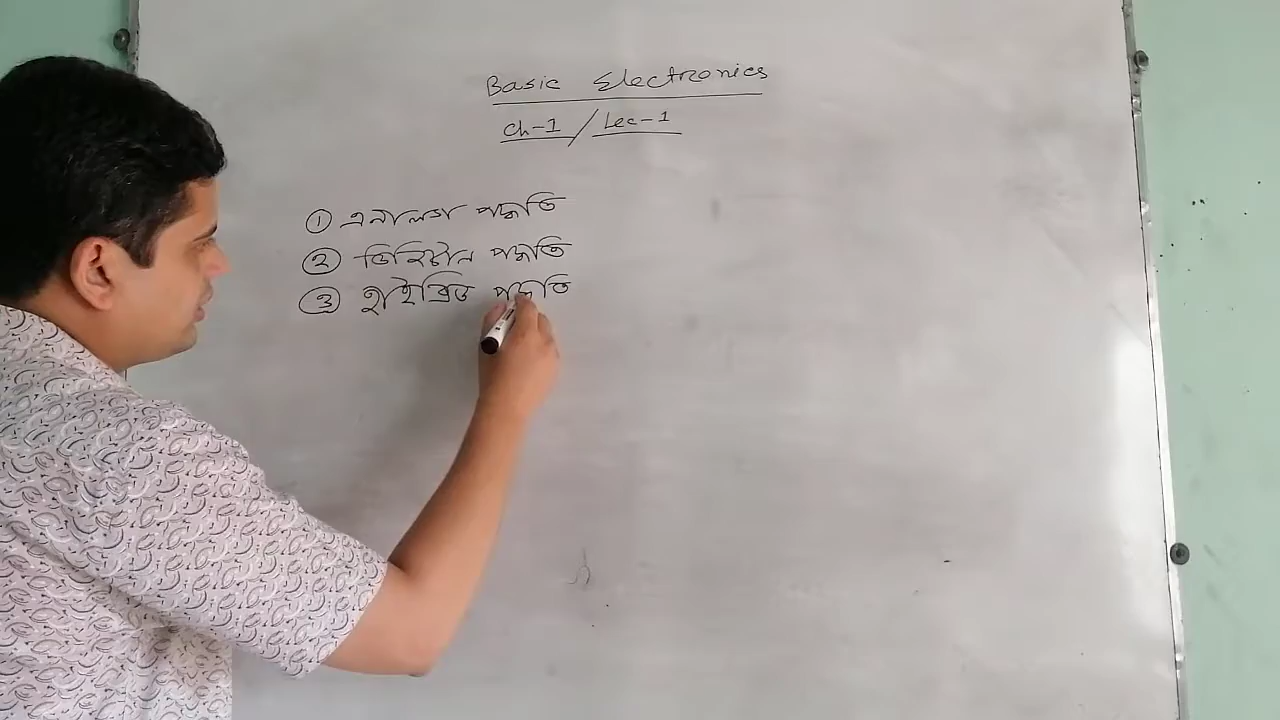 Basic Electronics
Ch-1 / Lec-1
① এনালগ পদ্ধতি
② ডিজিটাল পদ্ধতি
③ হাইব্রিড পদ্ধতি